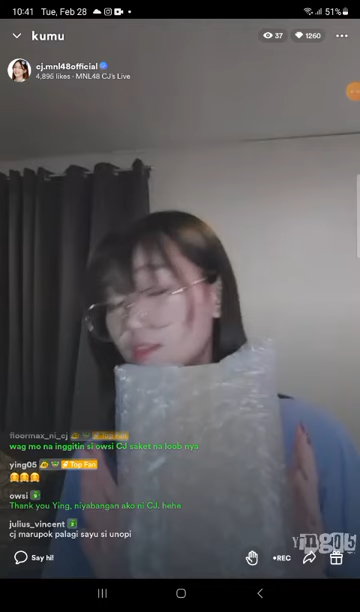 10:41 Tue, Feb 28
51%
kumu
37
1260
cj.mnl48official
4,895 likes · MNL48 CJ's Live
floormax_ni_cj Top Fan
wag mo na inggitin si owsi CJ saket na loob nya
ying05 Top Fan
owsi
Thank you Ying, niyabangan ako ni CJ. hehe
julius_vincent
cj marupok palagi sayu si unopi
Say hi!
•REC
Ying05